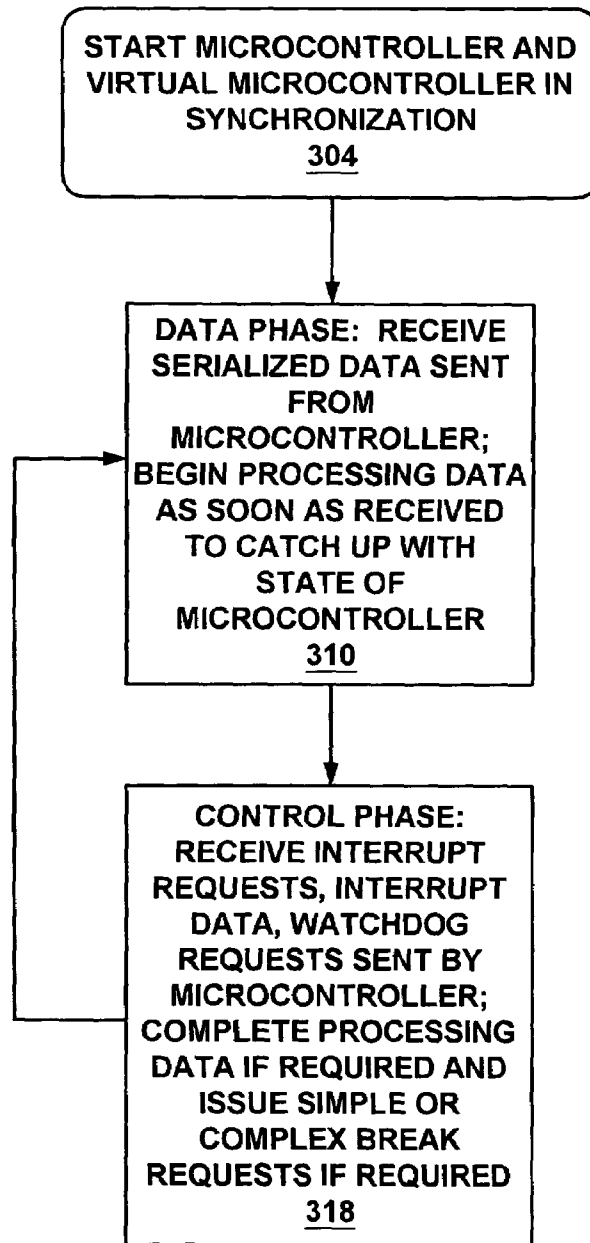 START MICROCONTROLLER AND
VIRTUAL MICROCONTROLLER IN
SYNCHRONIZATION
304
DATA PHASE: RECEIVE
SERIALIZED DATA SENT
FROM
MICROCONTROLLER;
BEGIN PROCESSING DATA
AS SOON AS RECEIVED
TO CATCH UP WITH
STATE OF
MICROCONTROLLER
310
CONTROL PHASE:
RECEIVE INTERRUPT
REQUESTS, INTERRUPT
DATA, WATCHDOG
REQUESTS SENT BY
MICROCONTROLLER;
COMPLETE PROCESSING
DATA IF REQUIRED AND
ISSUE SIMPLE OR
COMPLEX BREAK
REQUESTS IF REQUIRED
318